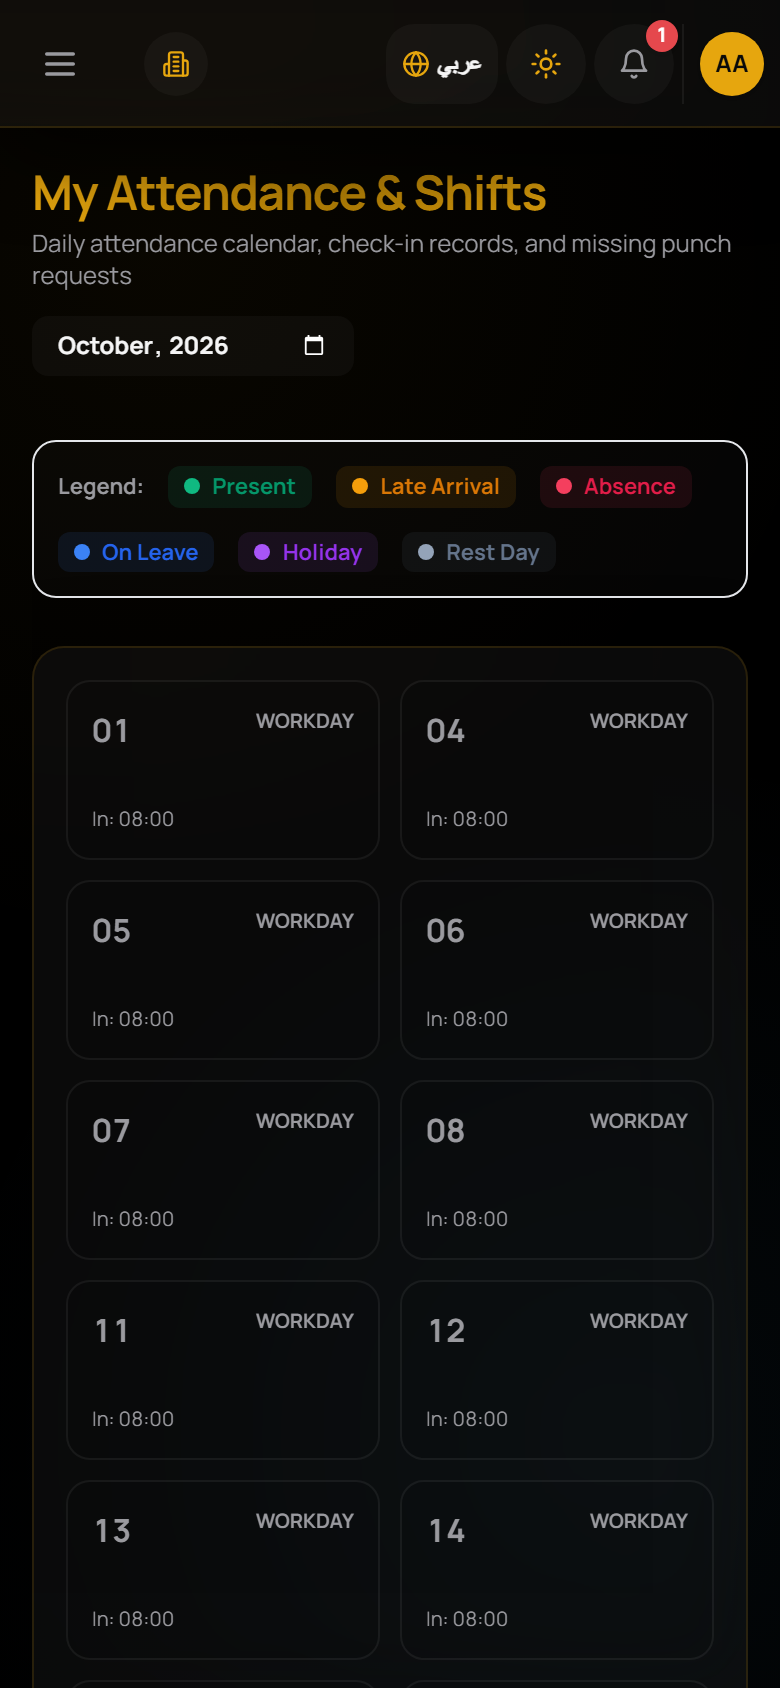 عربي
1
AA
My Attendance & Shifts
Daily attendance calendar, check-in records, and missing punch
requests
October, 2026
Legend: Present Late Arrival Absence
On Leave Holiday Rest Day
01 WORKDAY 04 WORKDAY
In: 08:00 In: 08:00
05 WORKDAY 06 WORKDAY
In: 08:00 In: 08:00
07 WORKDAY 08 WORKDAY
In: 08:00 In: 08:00
11 WORKDAY 12 WORKDAY
In: 08:00 In: 08:00
13 WORKDAY 14 WORKDAY
In: 08:00 In: 08:00